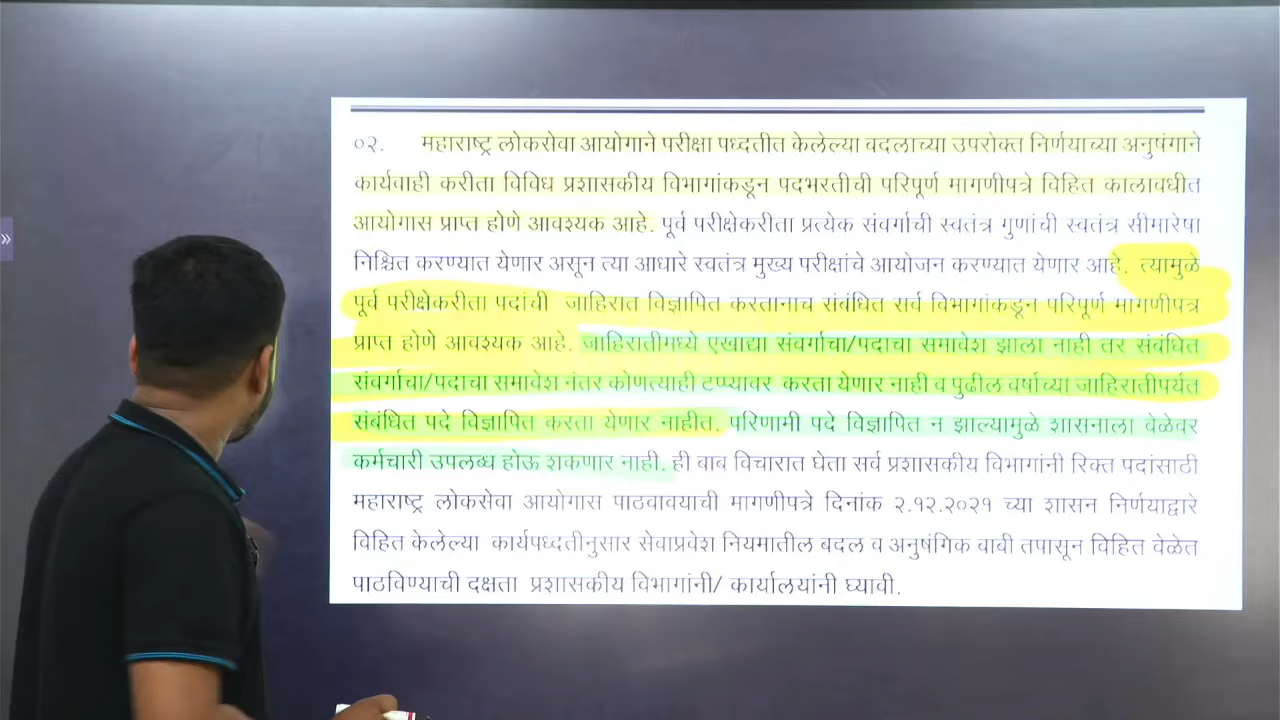 »
०२. महाराष्ट्र लोकसेवा आयोगाने परीक्षा पध्दतीत केलेल्या बदलाच्या उपरोक्त निर्णयाच्या अनुषंगाने
कार्यवाही करीता विविध प्रशासकीय विभागांकडून पदभरतीची परिपूर्ण मागणीपत्रे विहित कालावधीत
आयोगास प्राप्त होणे आवश्यक आहे. पूर्व परीक्षेकरीता प्रत्येक संवर्गाची स्वतंत्र गुणांची स्वतंत्र सीमारेषा
निश्चित करण्यात येणार असून त्या आधारे स्वतंत्र मुख्य परीक्षांचे आयोजन करण्यात येणार आहे. त्यामुळे
पूर्व परीक्षेकरीता पदांची जाहिरात विज्ञापित करतानाच संबंधित सर्व विभागांकडून परिपूर्ण मागणीपत्र
प्राप्त होणे आवश्यक आहे. जाहिरातीमध्ये एखाद्या संवर्गाचा/पदाचा समावेश झाला नाही तर संबंधित
संवर्गाचा/पदाचा समावेश नंतर कोणत्याही टप्प्यावर करता येणार नाही व पुढील वर्षाच्या जाहिरातीपर्यंत
संबंधित पदे विज्ञापित करता येणार नाहीत. परिणामी पदे विज्ञापित न झाल्यामुळे शासनाला वेळेवर
कर्मचारी उपलब्ध होऊ शकणार नाही. ही बाब विचारात घेता सर्व प्रशासकीय विभागांनी रिक्त पदांसाठी
महाराष्ट्र लोकसेवा आयोगास पाठवावयाची मागणीपत्रे दिनांक २.१२.२०२१ च्या शासन निर्णयाद्वारे
विहित केलेल्या कार्यपध्दतीनुसार सेवाप्रवेश नियमातील बदल व अनुषंगिक बाबी तपासून विहित वेळेत
पाठविण्याची दक्षता प्रशासकीय विभागांनी/ कार्यालयांनी घ्यावी.